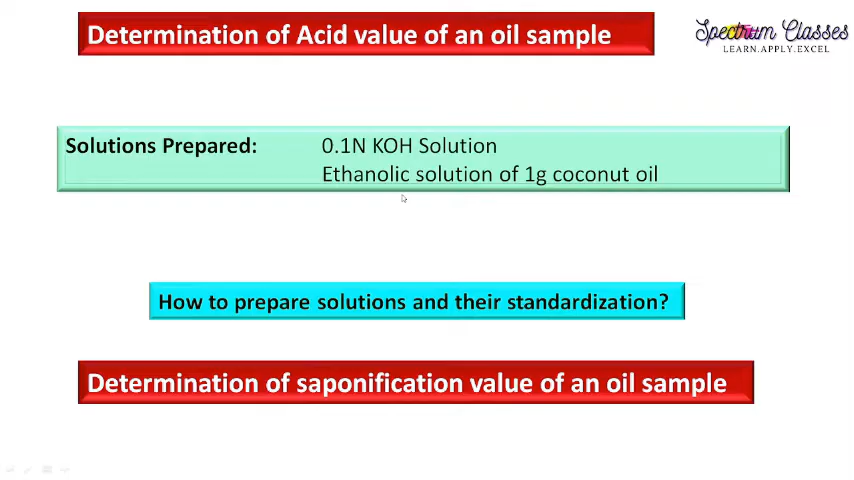 Determination of Acid value of an oil sample
Spectrum Classes
LEARN.APPLY.EXCEL
Solutions Prepared: 0.1N KOH Solution
Ethanolic solution of 1g coconut oil
How to prepare solutions and their standardization?
Determination of saponification value of an oil sample